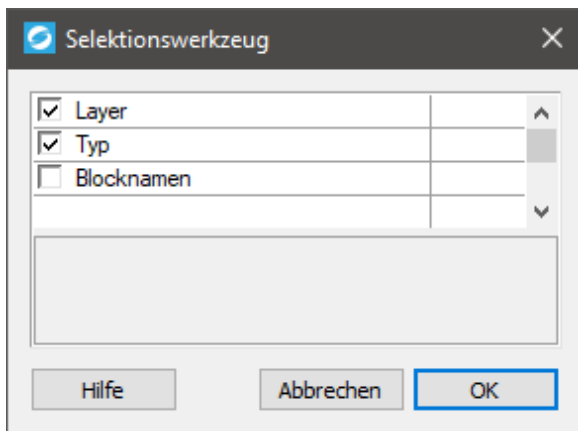 Selektionswerkzeug
Layer
Typ
Blocknamen
Hilfe Abbrechen OK